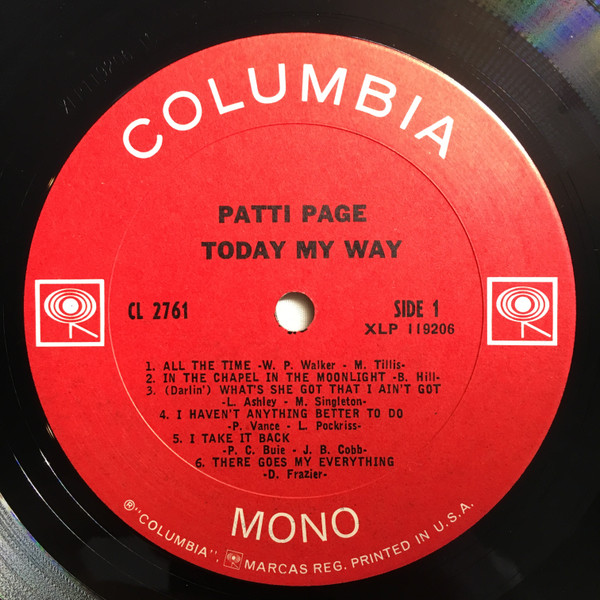 COLUMBIA
PATTI PAGE
TODAY MY WAY
CL 2761
SIDE 1
XLP 119206
1. ALL THE TIME -W. P. Walker - M. Tillis-
2. IN THE CHAPEL IN THE MOONLIGHT -B. Hill-
3. (Darlin') WHAT'S SHE GOT THAT I AIN'T GOT
-L. Ashley - M. Singleton-
4. I HAVEN'T ANYTHING BETTER TO DO
-P. Vance - L. Pockriss-
5. I TAKE IT BACK
-P. C. Buie - J. B. Cobb-
6. THERE GOES MY EVERYTHING
-D. Frazier-
MONO
®"COLUMBIA", MARCAS REG. PRINTED IN U.S.A.